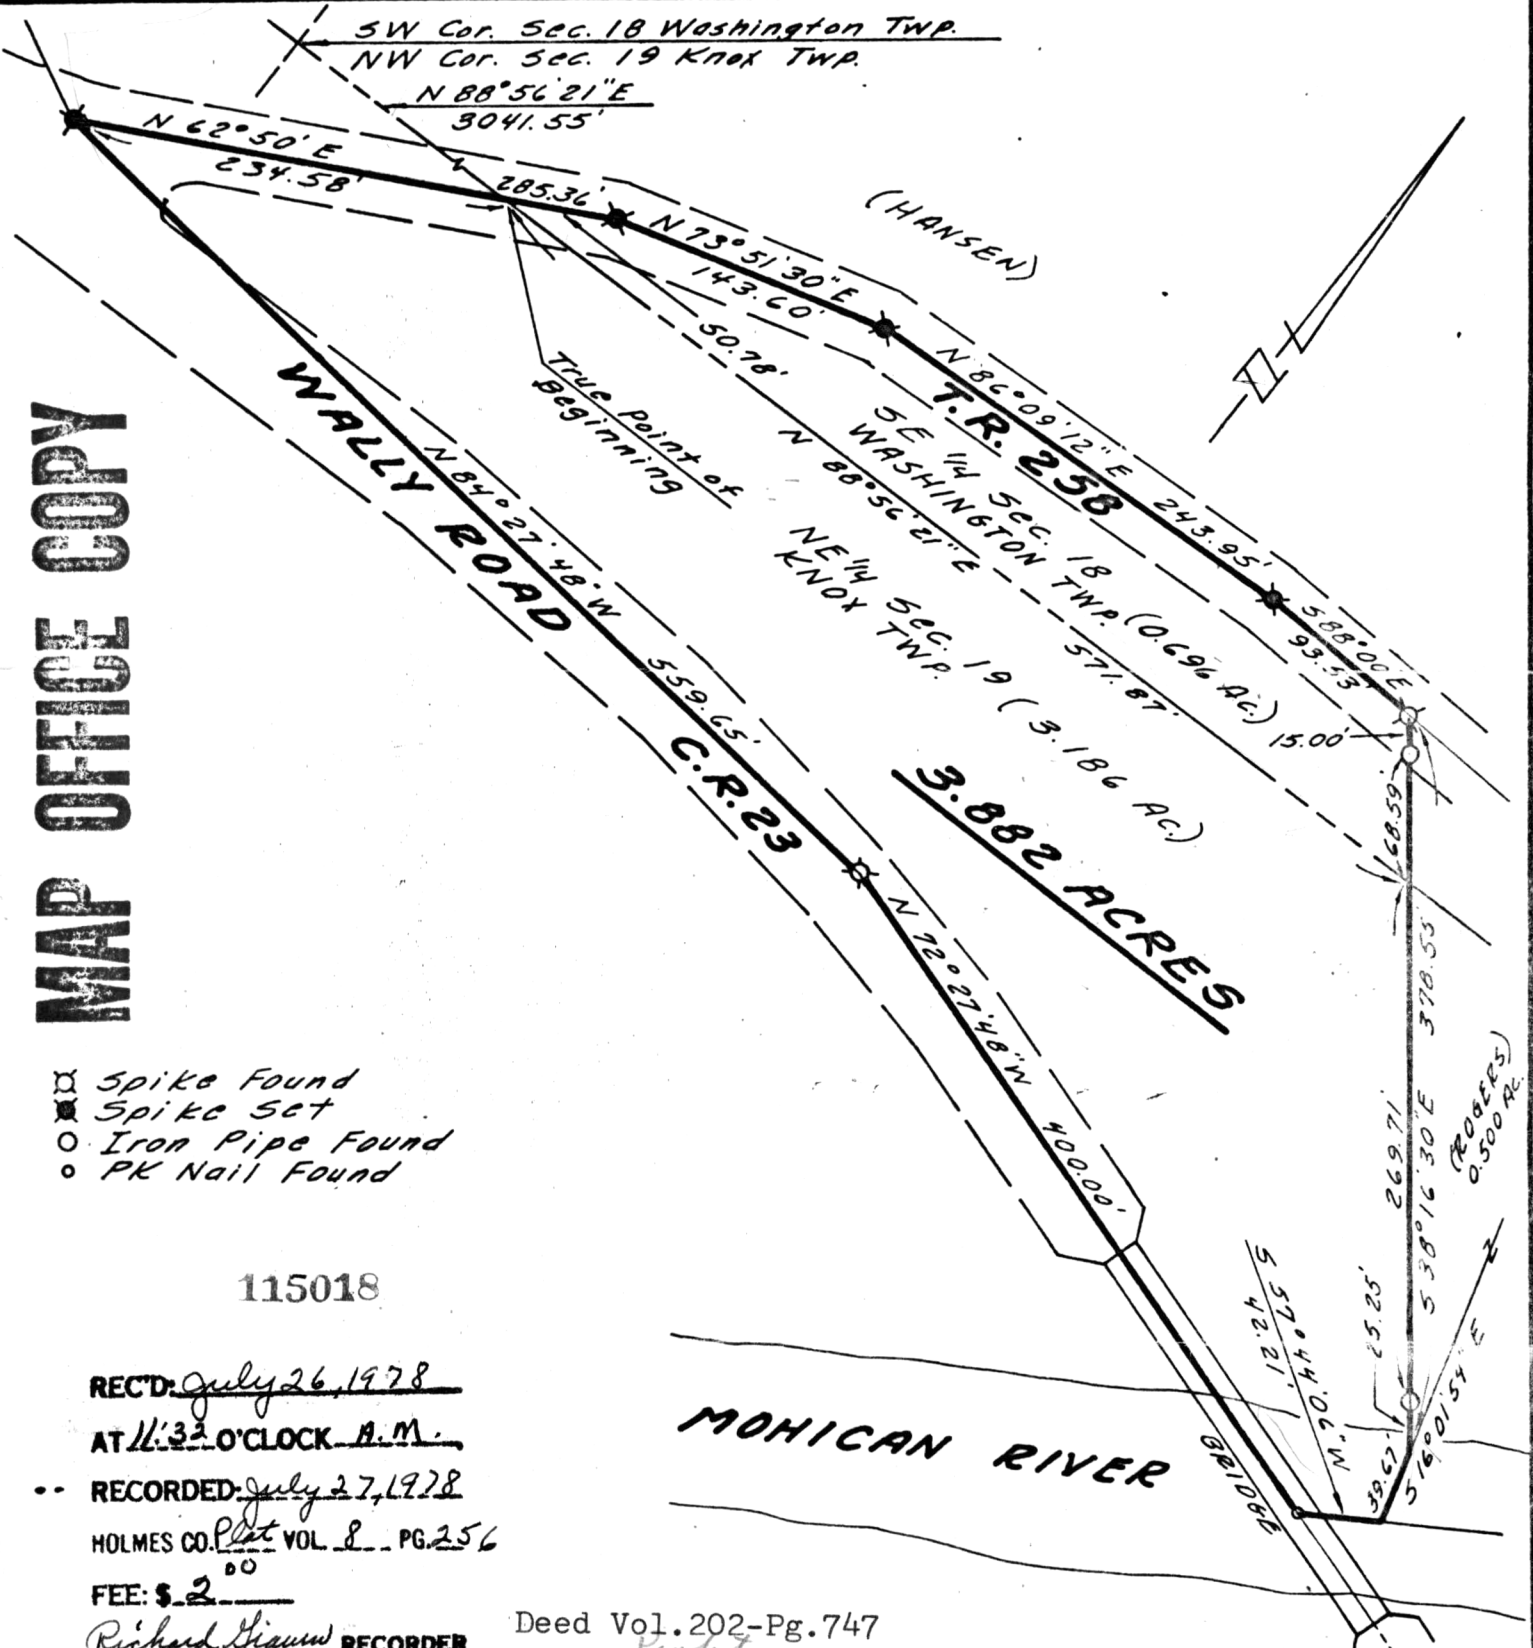 SW Cor. Sec. 18 Washington Twp.
NW Cor. Sec. 19 Knox Twp.
N 88°56'21"E
3041.55'
N 62°50' E
234.58'
285.36'
N 73°51'30"E
143.60'
(HANSEN)
50.78'
True Point of
Beginning
N 86°09'12"E 243.95'
T.R. 258
SE 1/4 Sec. 18
WASHINGTON TWP. (0.696 Ac.)
N 88°56'21"E 571.87'
NE 1/4 Sec. 19 (3.186 Ac.)
KNOX TWP.
S88°00'E
93.53'
15.00'
68.59'
WALLY ROAD
C.R. 23
N 84°27'48"W 559.65'
3.882 ACRES
N 72°27'48"W 400.00'
MAP OFFICE COPY
Spike Found
Spike Set
Iron Pipe Found
PK Nail Found
269.71'
S 38°16'30"E 378.55'
(ROGERS)
0.500 Ac.
25.25'
S 57°44'06"W
42.21'
39.67'
S 16°01'54"E
MOHICAN RIVER
BRIDGE
115018
REC'D: July 26, 1978
AT 11:32 O'CLOCK A.M.
RECORDED: July 27, 1978
HOLMES CO. Plat VOL 8 PG. 256
FEE: $ 2.00
Richard RECORDER
Deed Vol.202-Pg.747